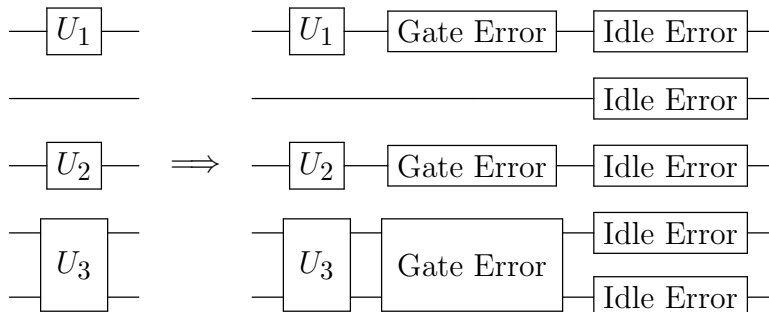 U₁ U₁ Gate Error Idle Error
Idle Error
U₂ ⟹ U₂ Gate Error Idle Error
Idle Error
U₃ U₃ Gate Error
Idle Error